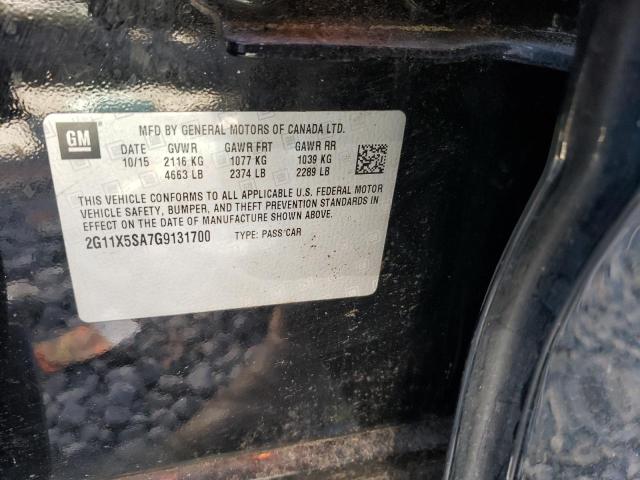 GM
MFD BY GENERAL MOTORS OF CANADA LTD.
DATE GVWR GAWR FRT GAWR RR
10/15 2116 KG 1077 KG 1039 KG
4663 LB 2374 LB 2289 LB
THIS VEHICLE CONFORMS TO ALL APPLICABLE U.S. FEDERAL MOTOR
VEHICLE SAFETY, BUMPER, AND THEFT PREVENTION STANDARDS IN
EFFECT ON THE DATE OF MANUFACTURE SHOWN ABOVE.
2G11X5SA7G9131700 TYPE: PASS CAR